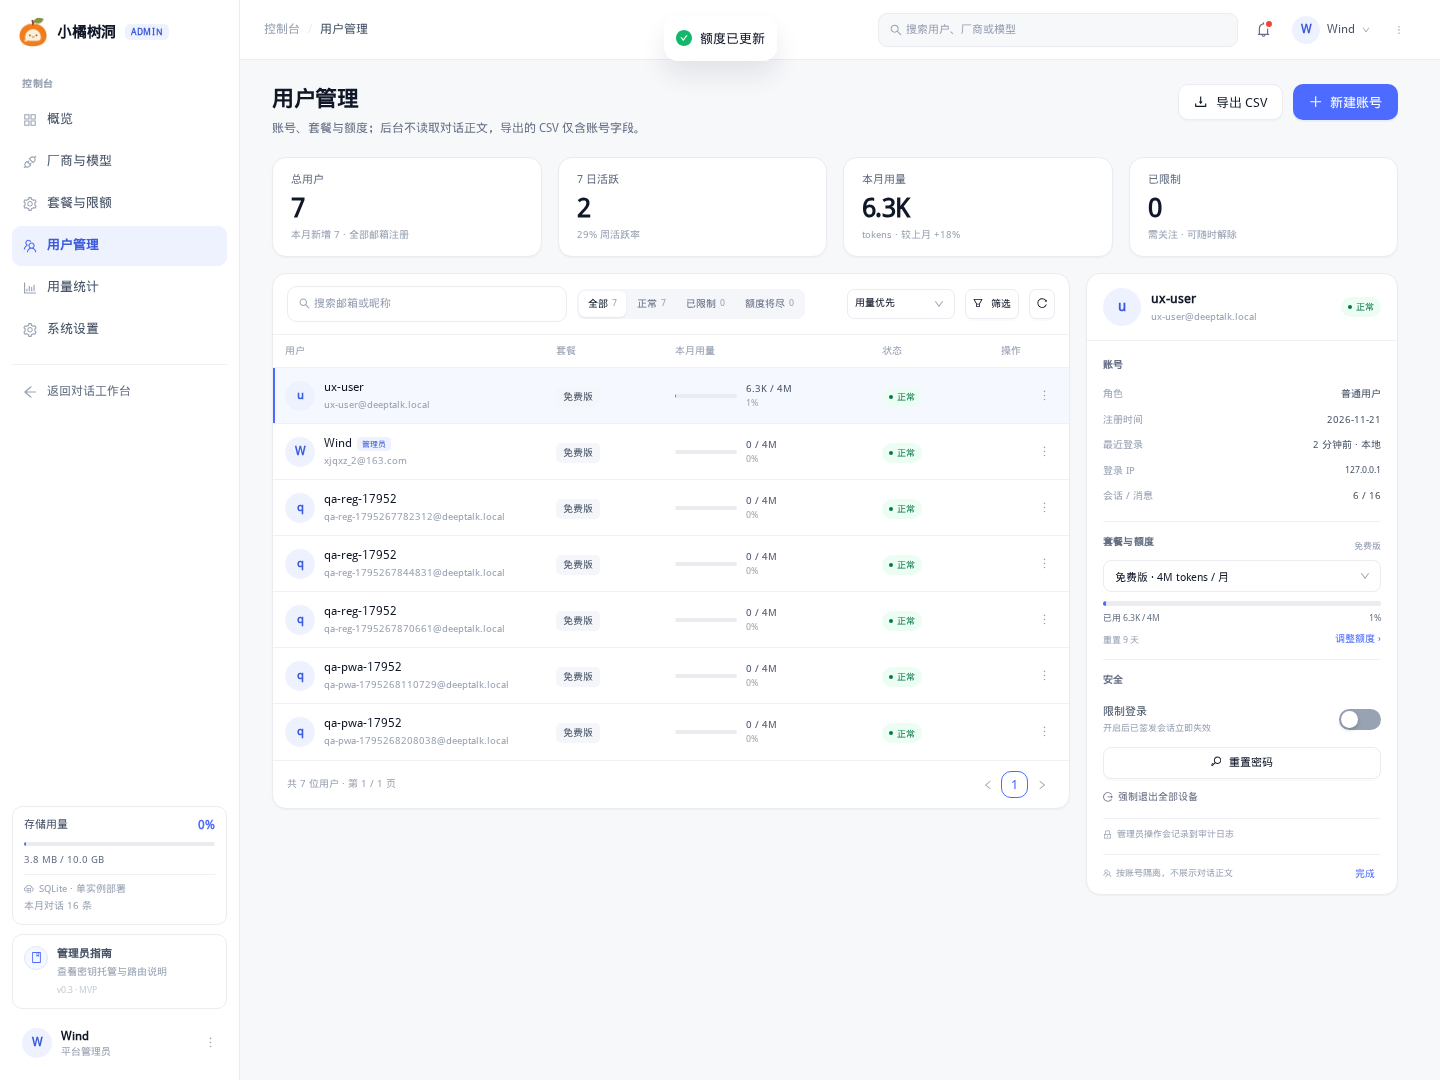 小橘树洞 ADMIN
控制台
概览
厂商与模型
套餐与限额
用户管理
用量统计
系统设置
返回对话工作台
存储用量 0%
3.8 MB / 10.0 GB
SQLite · 单实例部署
本月对话 16 条
管理员指南
查看密钥托管与路由说明
v0.3 · MVP
W Wind
平台管理员
控制台 / 用户管理
额度已更新
搜索用户、厂商或模型
W Wind
用户管理
账号、套餐与额度；后台不读取对话正文，导出的 CSV 仅含账号字段。
导出 CSV
新建账号
总用户
7
本月新增 7 · 全部邮箱注册
7 日活跃
2
29% 周活跃率
本月用量
6.3K
tokens · 较上月 +18%
已限制
0
需关注 · 可随时解除
搜索邮箱或昵称
全部 7 正常 7 已限制 0 额度将尽 0
用量优先
筛选
用户 套餐 本月用量 状态 操作
u ux-user 免费版 6.3K / 4M 正常
ux-user@deeptalk.local 1%
W Wind 管理员 免费版 0 / 4M 正常
xjqxz_2@163.com 0%
q qa-reg-17952 免费版 0 / 4M 正常
qa-reg-1795267782312@deeptalk.local 0%
q qa-reg-17952 免费版 0 / 4M 正常
qa-reg-1795267844831@deeptalk.local 0%
q qa-reg-17952 免费版 0 / 4M 正常
qa-reg-1795267870661@deeptalk.local 0%
q qa-pwa-17952 免费版 0 / 4M 正常
qa-pwa-1795268110729@deeptalk.local 0%
q qa-pwa-17952 免费版 0 / 4M 正常
qa-pwa-1795268208038@deeptalk.local 0%
共 7 位用户 · 第 1 / 1 页
1
u ux-user 正常
ux-user@deeptalk.local
账号
角色 普通用户
注册时间 2026-11-21
最近登录 2 分钟前 · 本地
登录 IP 127.0.0.1
会话 / 消息 6 / 16
套餐与额度 免费版
免费版 · 4M tokens / 月
已用 6.3K / 4M 1%
重置 9 天 调整额度 ›
安全
限制登录
开启后已签发会话立即失效
重置密码
强制退出全部设备
管理员操作会记录到审计日志
按账号隔离，不展示对话正文 完成